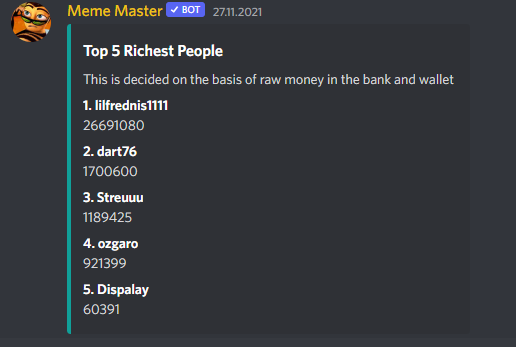 Meme Master BOT 27.11.2021
Top 5 Richest People
This is decided on the basis of raw money in the bank and wallet
1. lilfrednis1111
26691080
2. dart76
1700600
3. Streuuu
1189425
4. ozgaro
921399
5. Dispalay
60391